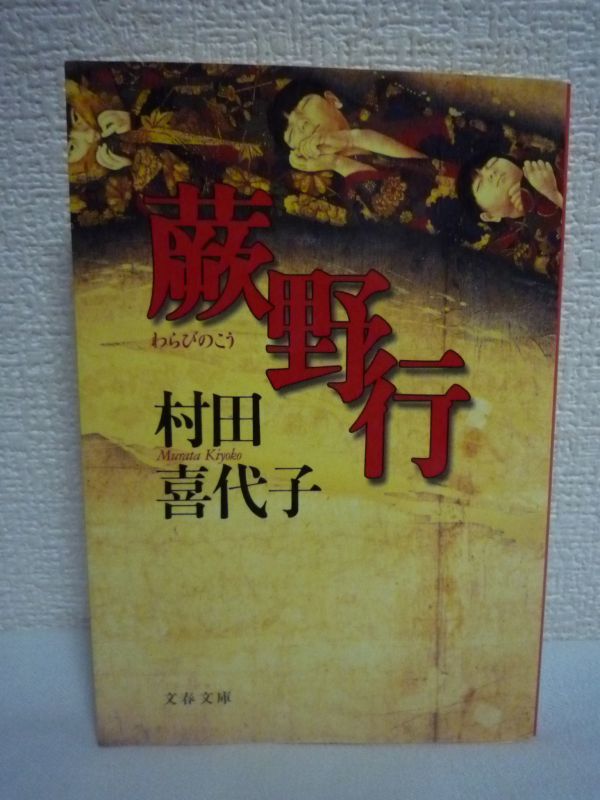 蕨野行
わらびのこう
村田
Murata Kiyoko
喜代子
文春文庫